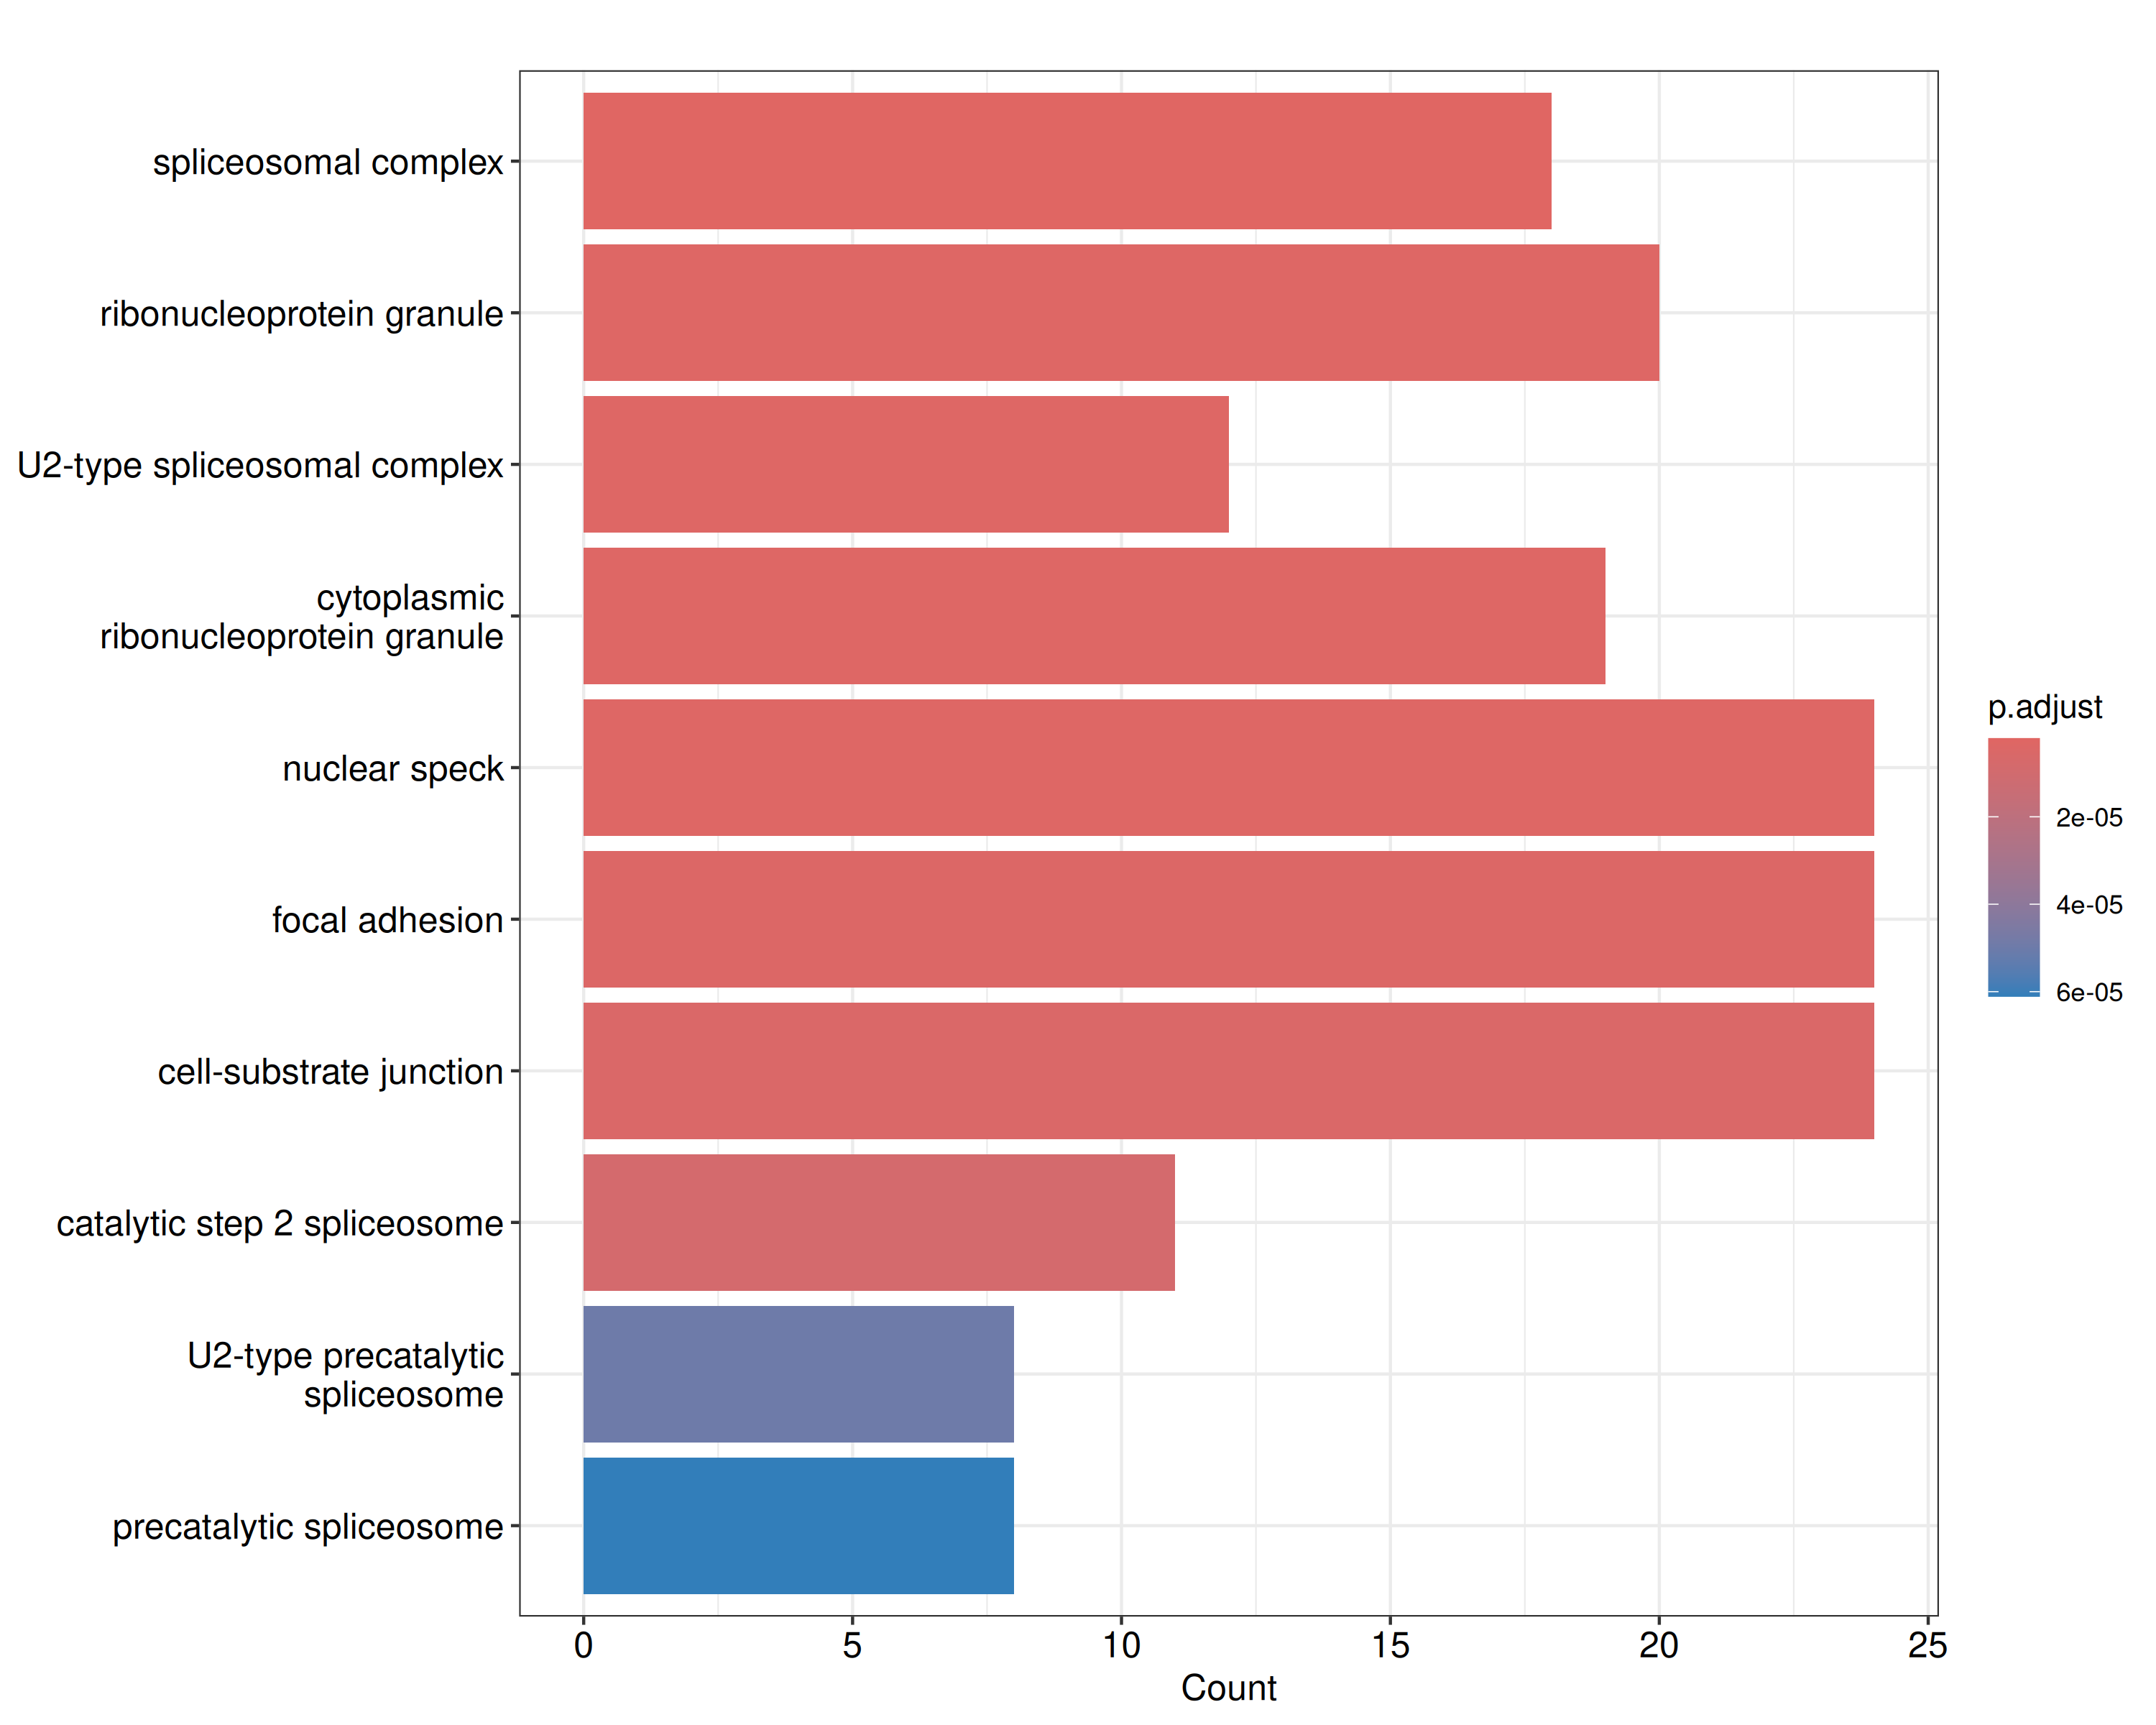 spliceosomal complex
ribonucleoprotein granule
U2-type spliceosomal complex
cytoplasmic
ribonucleoprotein granule
nuclear speck
focal adhesion
cell-substrate junction
catalytic step 2 spliceosome
U2-type precatalytic
spliceosome
precatalytic spliceosome
0 5 10 15 20 25
Count
p.adjust
2e-05
4e-05
6e-05